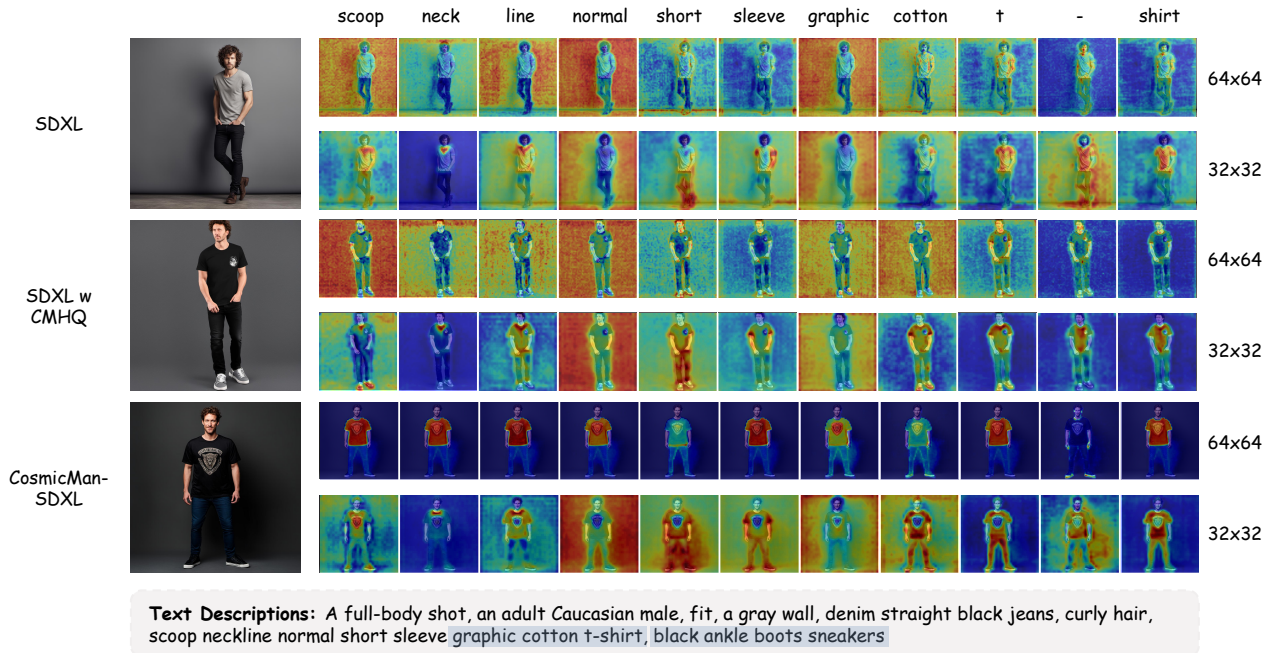 scoop neck line normal short sleeve graphic cotton t - shirt
SDXL
64x64
32x32
SDXL w
CMHQ
64x64
32x32
CosmicMan-
SDXL
64x64
32x32
Text Descriptions: A full-body shot, an adult Caucasian male, fit, a gray wall, denim straight black jeans, curly hair,
scoop neckline normal short sleeve graphic cotton t-shirt, black ankle boots sneakers